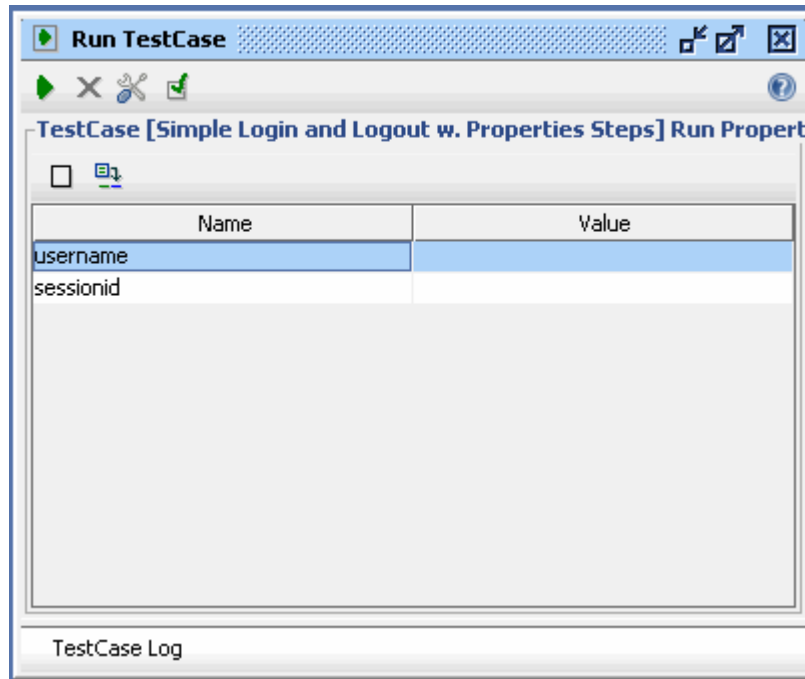 Run TestCase
TestCase [Simple Login and Logout w. Properties Steps] Run Propert
Name Value
username
sessionid
TestCase Log